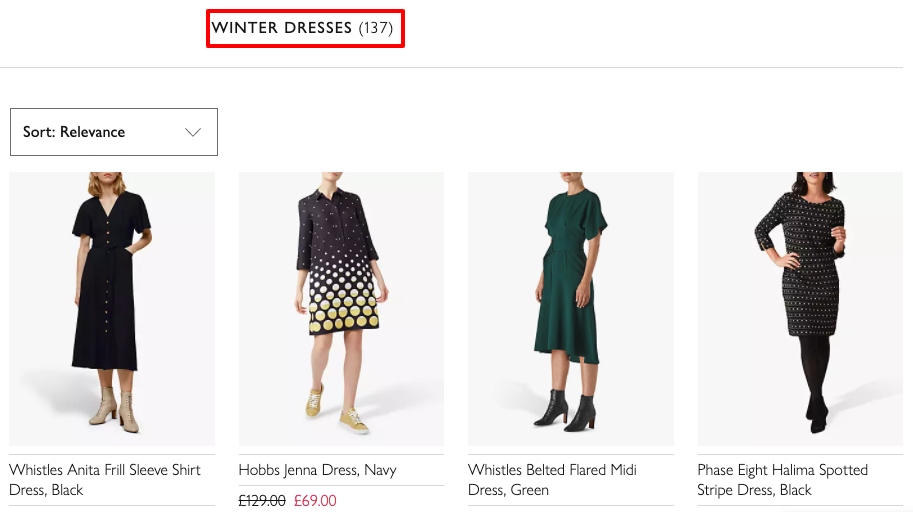 WINTER DRESSES (137)
Sort: Relevance
Whistles Anita Frill Sleeve Shirt
Dress, Black
Hobbs Jenna Dress, Navy
£129.00 £69.00
Whistles Belted Flared Midi
Dress, Green
Phase Eight Halima Spotted
Stripe Dress, Black